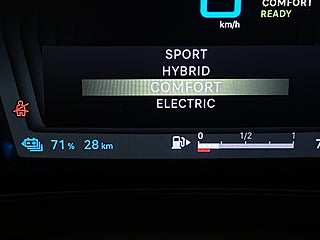 COMFORT
READY
km/h
SPORT
HYBRID
COMFORT
ELECTRIC
71% 28 km 0 1/2 1